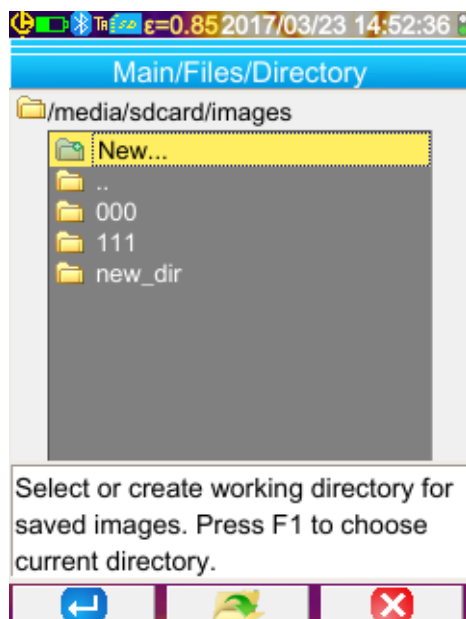 TR ε=0.85 2017/03/23 14:52:36
Main/Files/Directory
/media/sdcard/images
New...
..
000
111
new_dir
Select or create working directory for
saved images. Press F1 to choose
current directory.